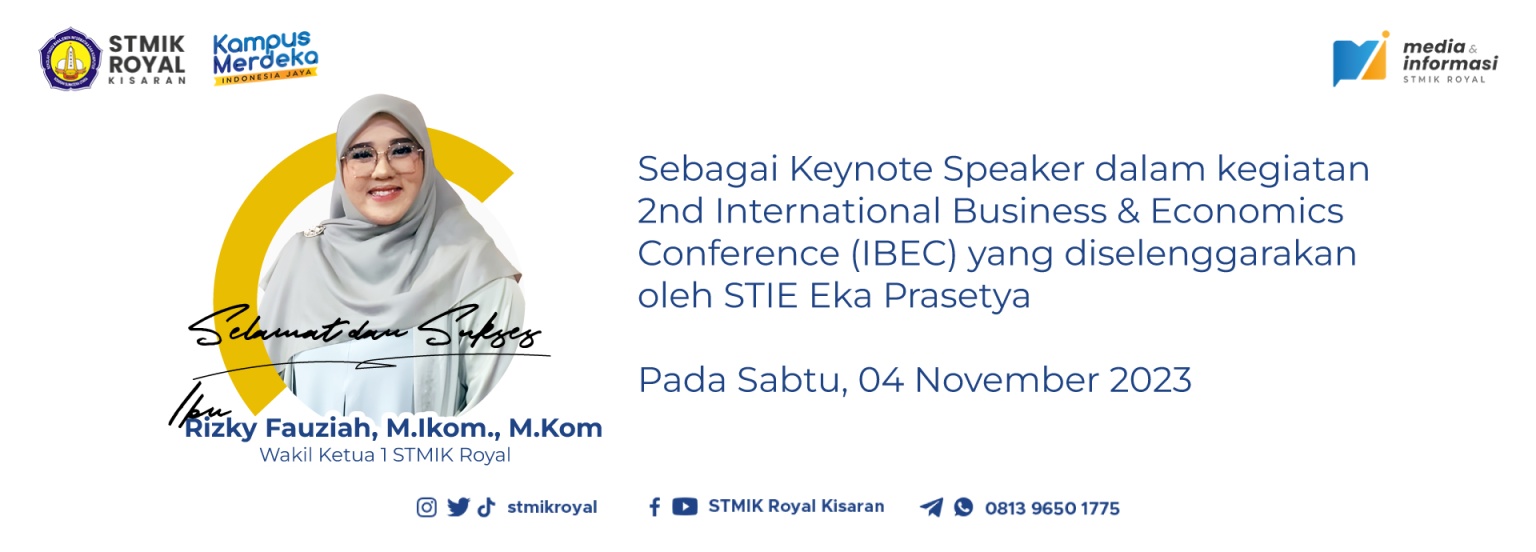 STMIK
ROYAL
KISARAN
Kampus
Merdeka
INDONESIA JAYA
media &
informasi
STMIK ROYAL
Sebagai Keynote Speaker dalam kegiatan
2nd International Business & Economics
Conference (IBEC) yang diselenggarakan
oleh STIE Eka Prasetya
Pada Sabtu, 04 November 2023
Selamat dan Sukses
Ibu
Rizky Fauziah, M.Ikom., M.Kom
Wakil Ketua 1 STMIK Royal
stmikroyal
STMIK Royal Kisaran
0813 9650 1775